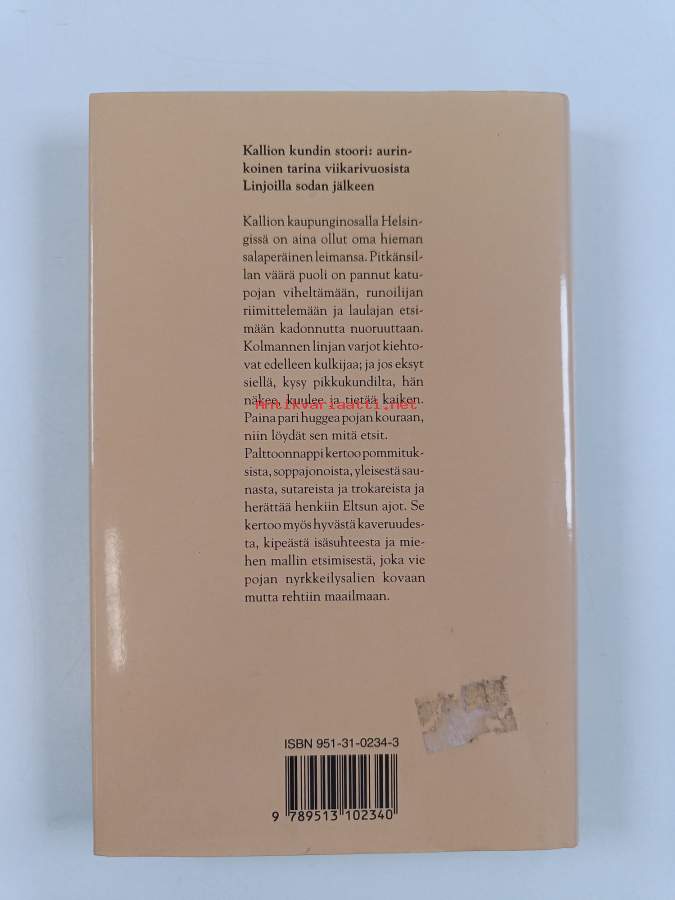 Kallion kundin stoori: aurin-
koinen tarina viikarivuosista
Linjoilla sodan jälkeen
Kallion kaupunginosalla Helsin-
gissä on aina ollut oma hieman
salaperäinen leimansa. Pitkänsil-
lan väärä puoli on pannut katu-
pojan viheltämään, runoilijan
riimittelemään ja laulajan etsi-
mään kadonnutta nuoruuttaan.
Kolmannen linjan varjot kiehto-
vat edelleen kulkijaa; ja jos eksyt
siellä, kysy pikkukundilta, hän
näkee, kuulee ja tietää kaiken.
Antikvariaatti.net
Paina pari huggea pojan kouraan,
niin löydät sen mitä etsit.
Palttoonnappi kertoo pommituk-
sista, soppajonoista, yleisestä sau-
nasta, sutareista ja trokareista ja
herättää henkiin Eltsun ajot. Se
kertoo myös hyvästä kaveruudes-
ta, kipeästä isäsuhteesta ja mie-
hen mallin etsimisestä, joka vie
pojan nyrkkeilysalien kovaan
mutta rehtiin maailmaan.
ISBN 951-31-0234-3
9 789513 102340